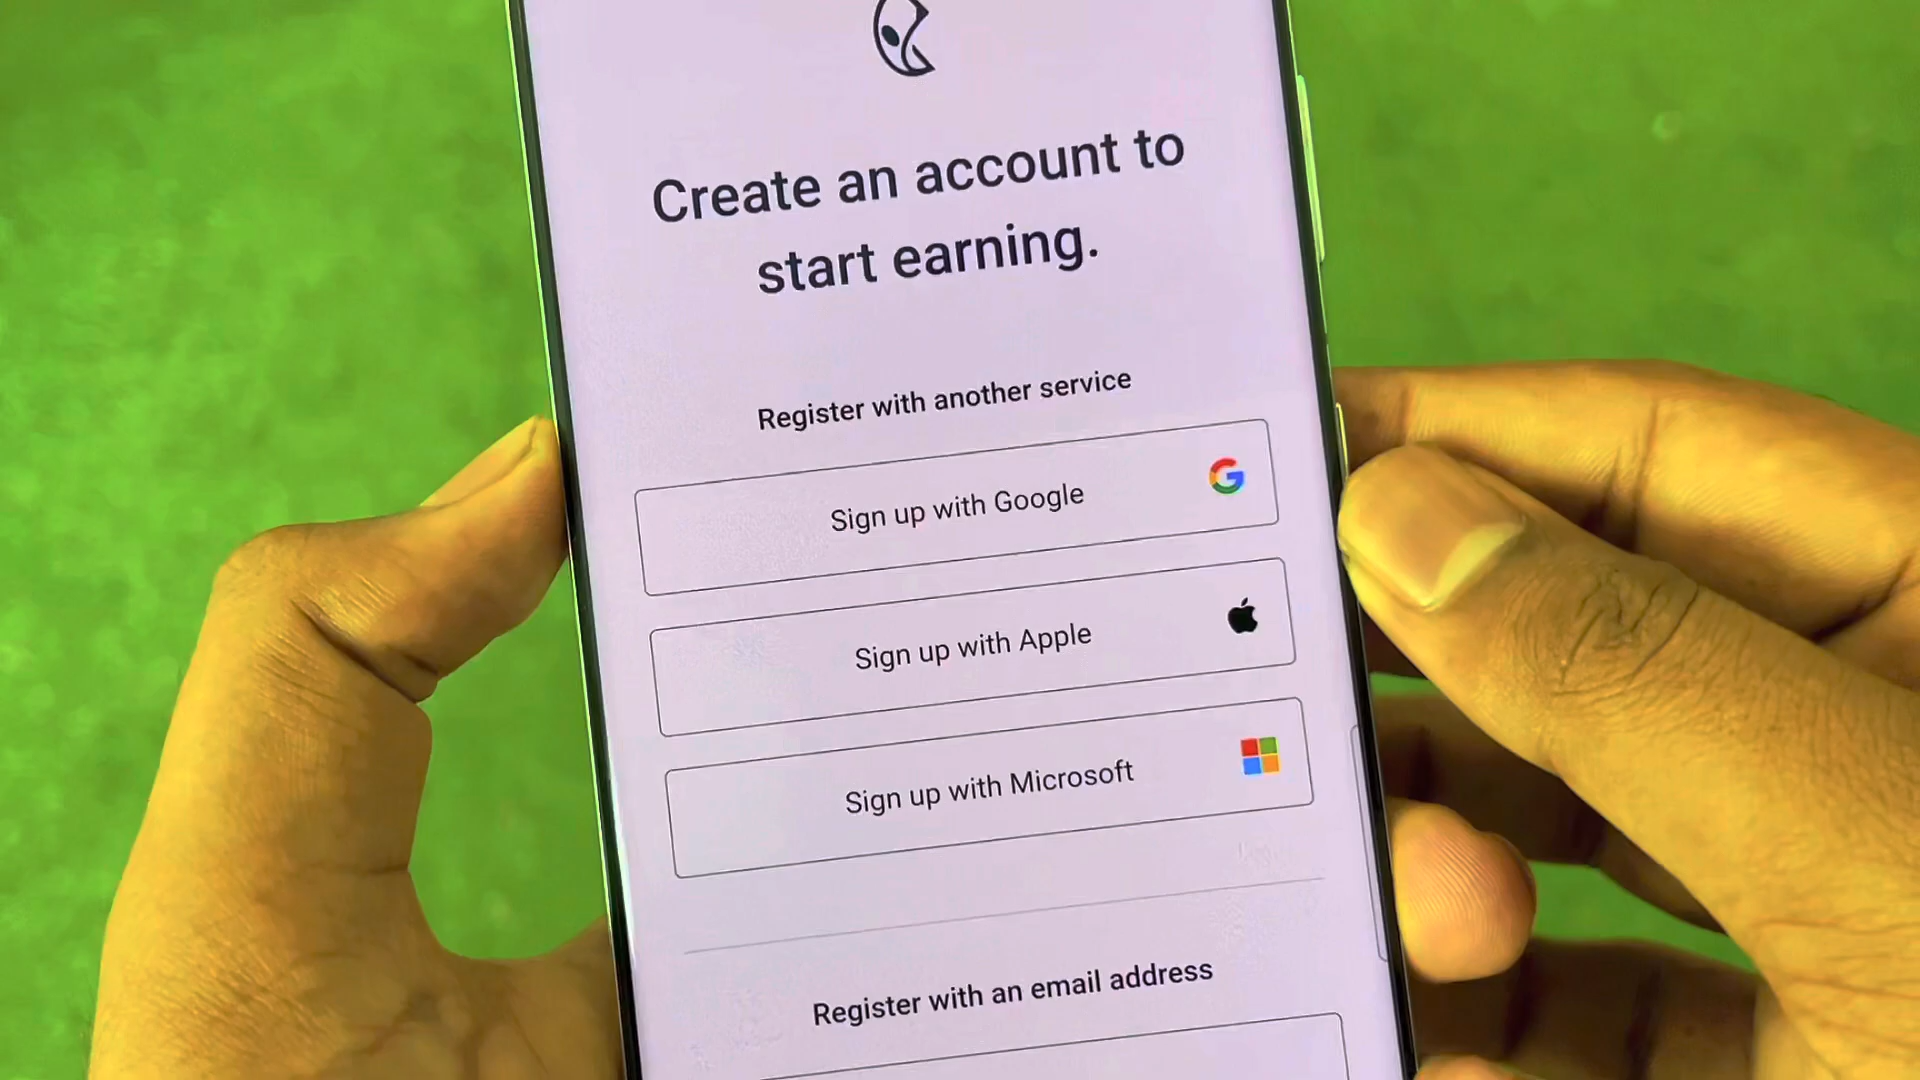 Create an account to
start earning.
Register with another service
Sign up with Google
Sign up with Apple
Sign up with Microsoft
Register with an email address